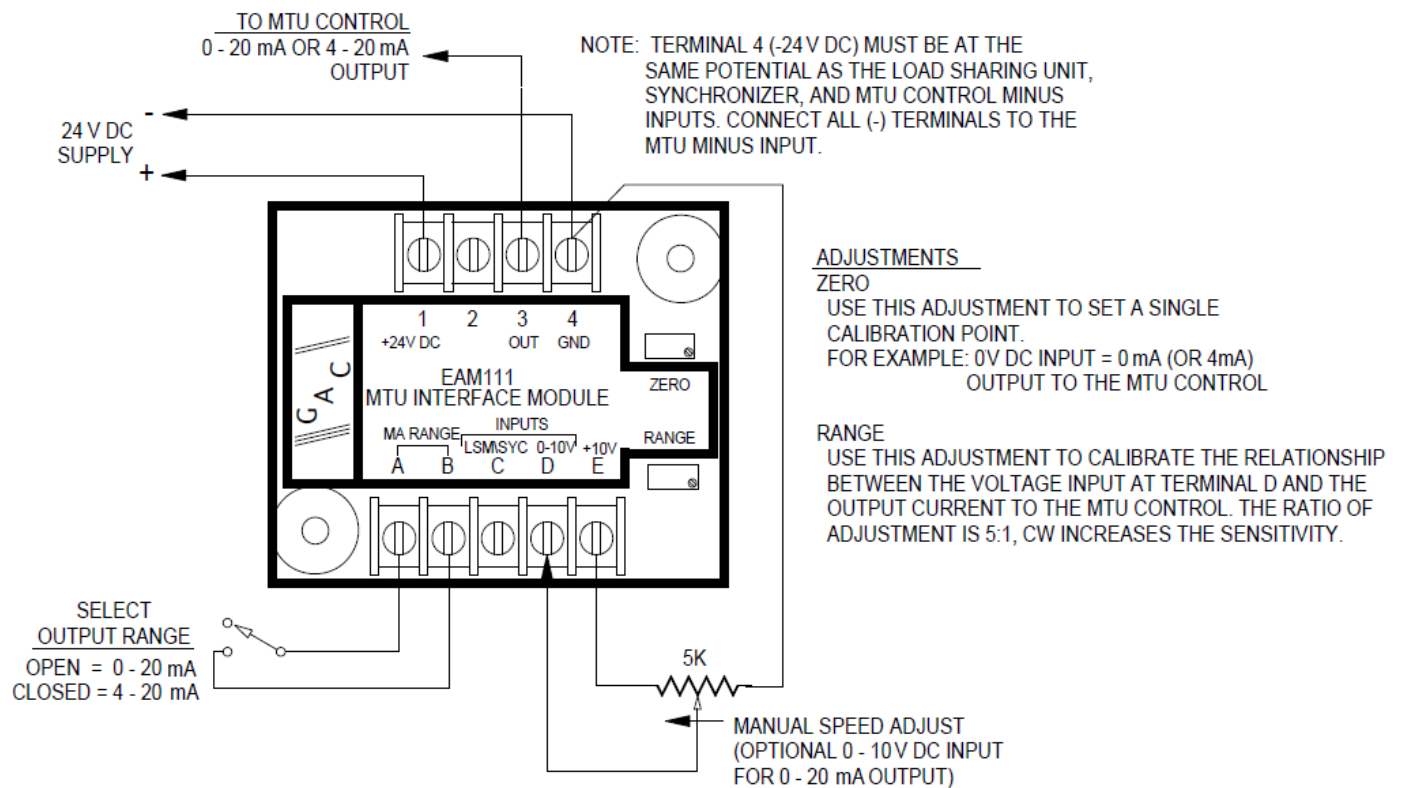 TO MTU CONTROL
0 - 20 mA OR 4 - 20 mA
OUTPUT
-
24 V DC
SUPPLY
+
NOTE: TERMINAL 4 (-24 V DC) MUST BE AT THE
SAME POTENTIAL AS THE LOAD SHARING UNIT,
SYNCHRONIZER, AND MTU CONTROL MINUS
INPUTS. CONNECT ALL (-) TERMINALS TO THE
MTU MINUS INPUT.
1 2 3 4
+24V DC OUT GND
GAC
EAM111
MTU INTERFACE MODULE
ZERO
INPUTS
MA RANGE LSM\SYC 0-10V +10V
RANGE
A B C D E
ADJUSTMENTS
ZERO
USE THIS ADJUSTMENT TO SET A SINGLE
CALIBRATION POINT.
FOR EXAMPLE: 0V DC INPUT = 0 mA (OR 4mA)
OUTPUT TO THE MTU CONTROL
RANGE
USE THIS ADJUSTMENT TO CALIBRATE THE RELATIONSHIP
BETWEEN THE VOLTAGE INPUT AT TERMINAL D AND THE
OUTPUT CURRENT TO THE MTU CONTROL. THE RATIO OF
ADJUSTMENT IS 5:1, CW INCREASES THE SENSITIVITY.
SELECT
OUTPUT RANGE
OPEN = 0 - 20 mA
CLOSED = 4 - 20 mA
5K
MANUAL SPEED ADJUST
(OPTIONAL 0 - 10 V DC INPUT
FOR 0 - 20 mA OUTPUT)